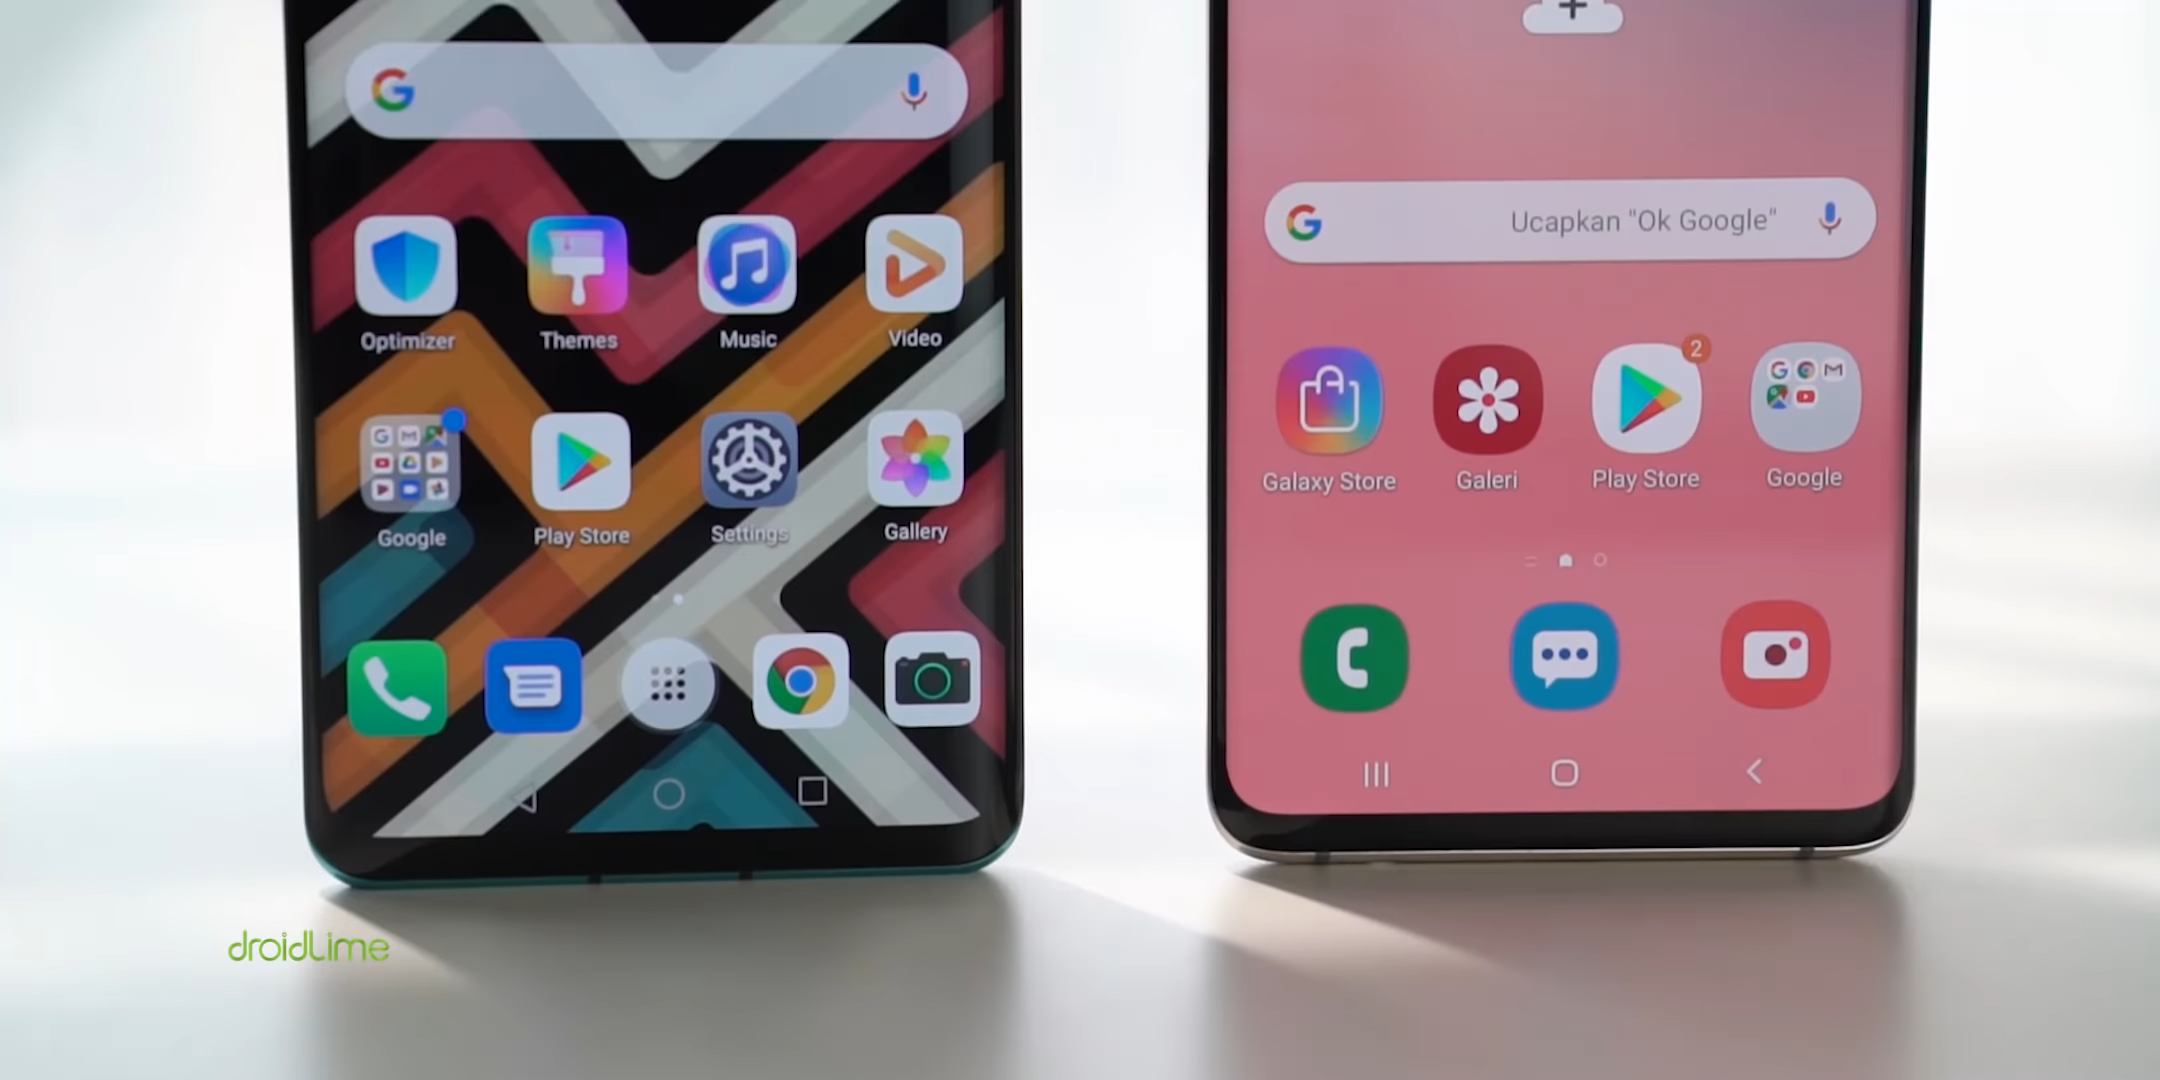 Optimizer
Themes
Music
Video
Google
Play Store
Settings
Gallery
Ucapkan "Ok Google"
2
Galaxy Store
Galeri
Play Store
Google
droidLime